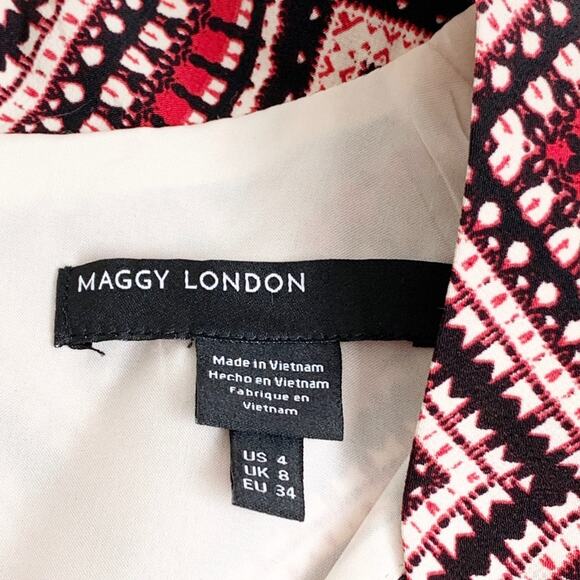 MAGGY LONDON
Made in Vietnam
Hecho en Vietnam
Fabrique en
Vietnam
US 4
UK 8
EU 34